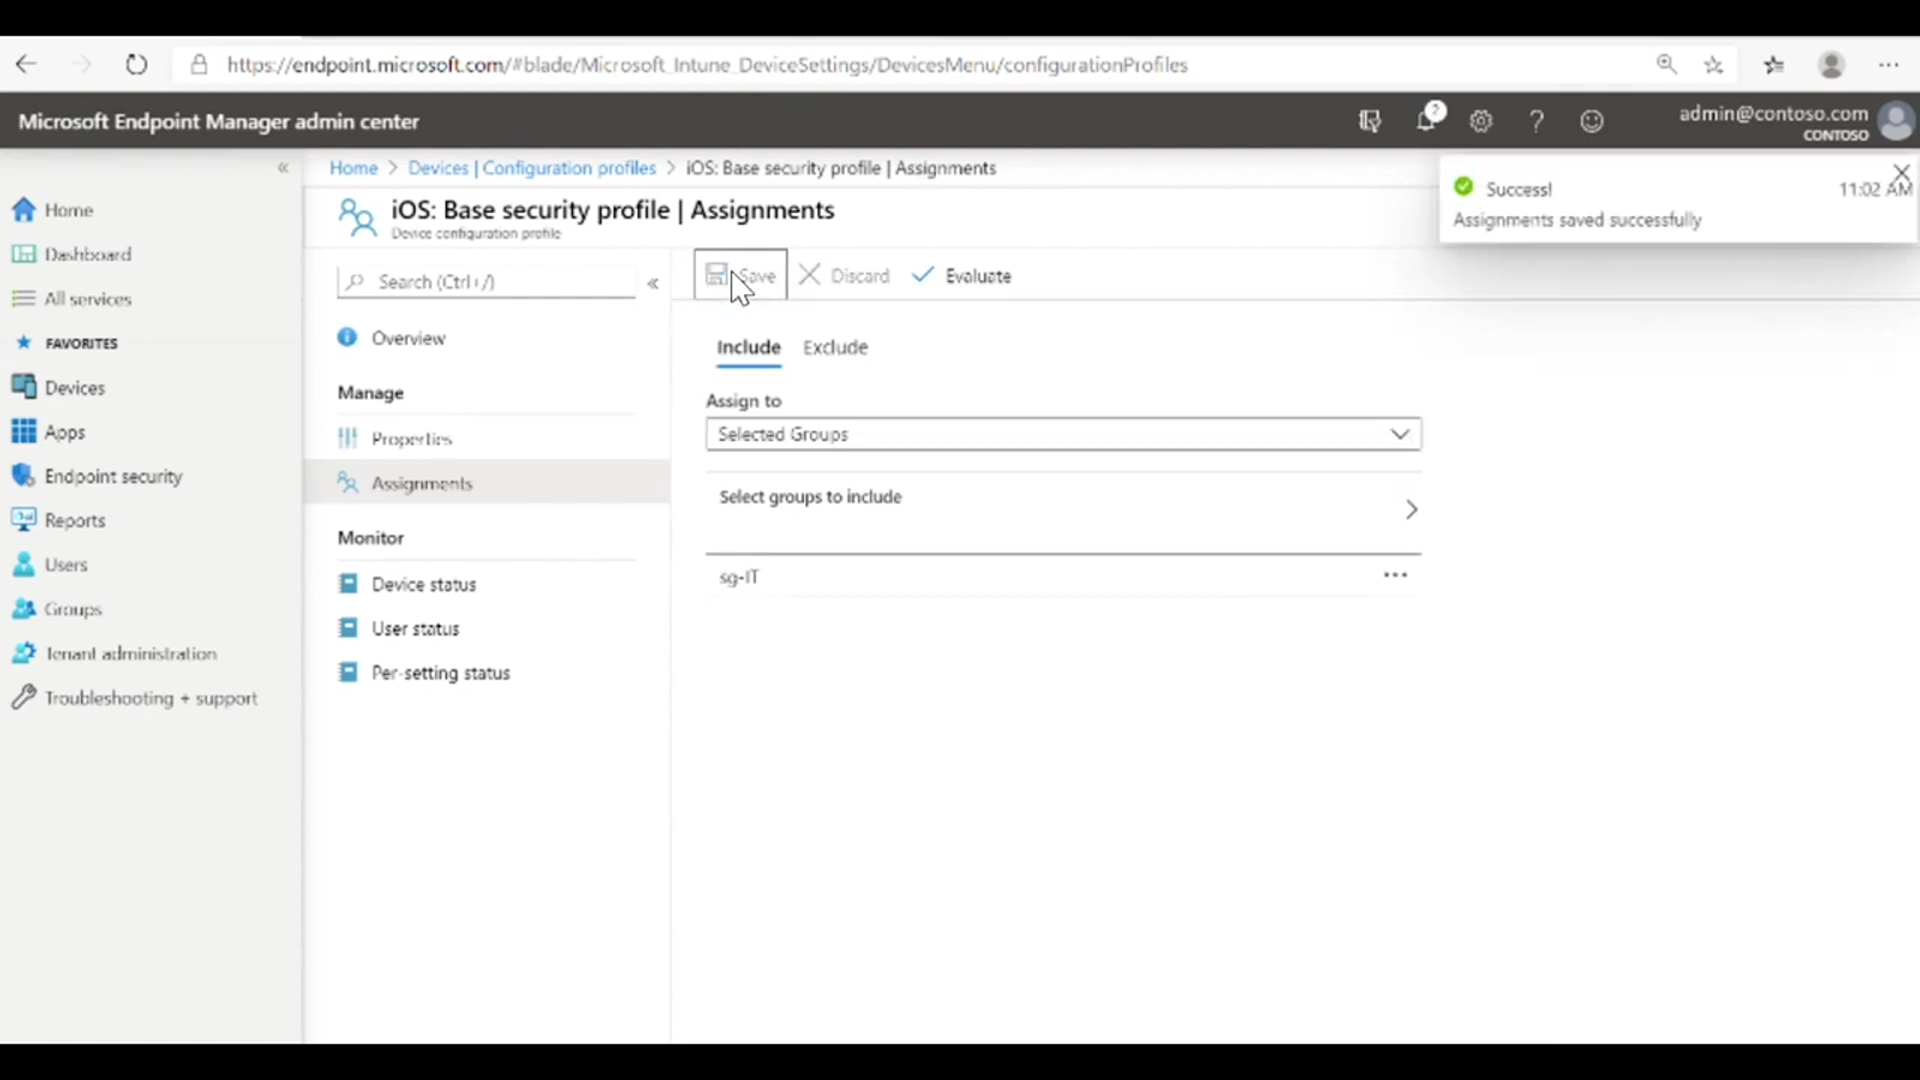 https://endpoint.microsoft.com/#blade/Microsoft_Intune_DeviceSettings/DevicesMenu/configurationProfiles
Microsoft Endpoint Manager admin center
2
admin@contoso.com
CONTOSO
Home > Devices | Configuration profiles > iOS: Base security profile | Assignments
iOS: Base security profile | Assignments
Device configuration profile
Success!
11:02 AM
Assignments saved successfully
Home
Dashboard
All services
FAVORITES
Devices
Apps
Endpoint security
Reports
Users
Groups
Tenant administration
Troubleshooting + support
Search (Ctrl+/)
Overview
Manage
Properties
Assignments
Monitor
Device status
User status
Per-setting status
Save
Discard
Evaluate
Include
Exclude
Assign to
Selected Groups
Select groups to include
sg-IT